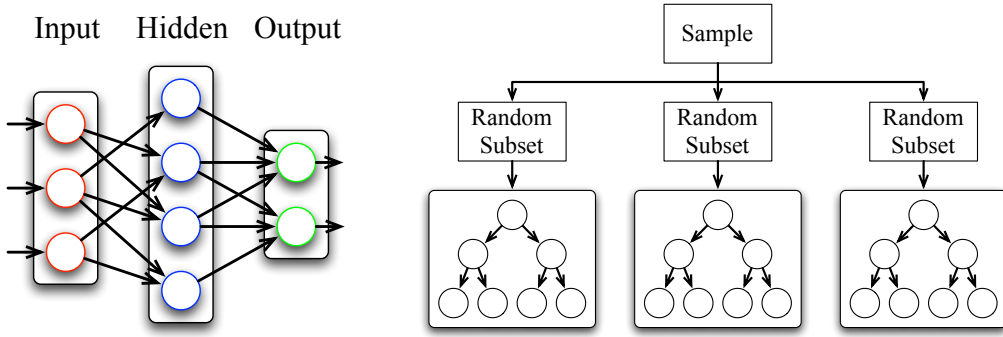 Input Hidden Output
Sample
Random
Subset
Random
Subset
Random
Subset